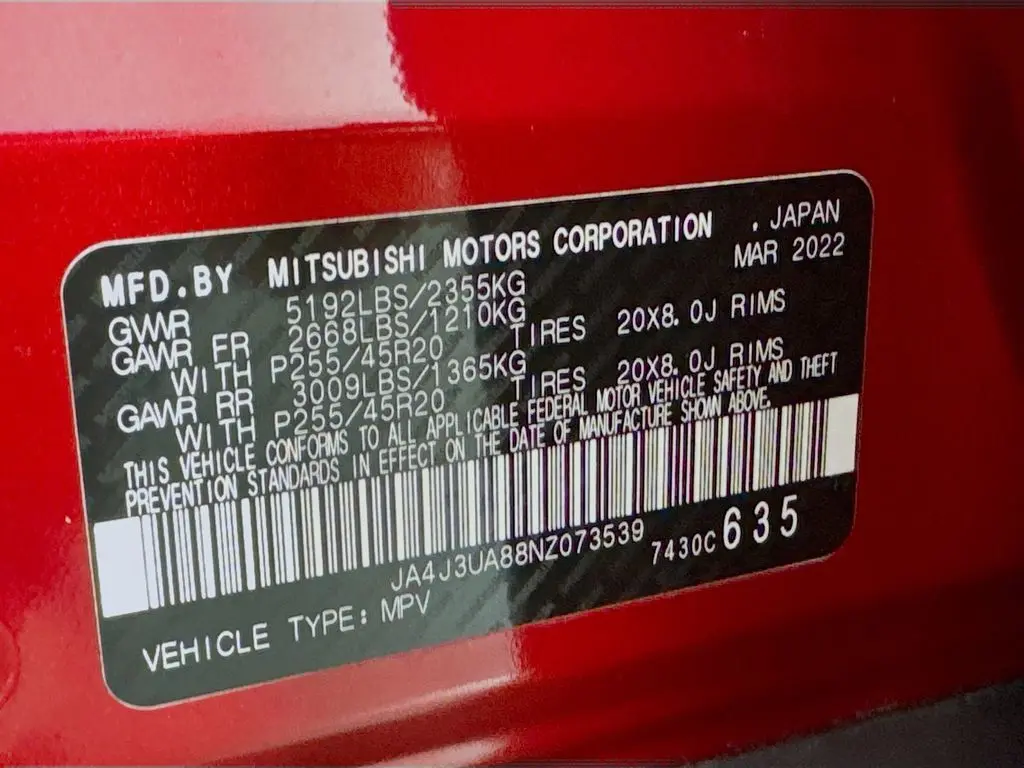 MFD.BY MITSUBISHI MOTORS CORPORATION . JAPAN
MAR 2022
GVWR 5192LBS/2355KG
GAWR FR 2668LBS/1210KG
WITH P255/45R20 TIRES 20X8.0J RIMS
GAWR RR 3009LBS/1365KG
WITH P255/45R20 TIRES 20X8.0J RIMS
THIS VEHICLE CONFORMS TO ALL APPLICABLE FEDERAL MOTOR VEHICLE SAFETY AND THEFT
PREVENTION STANDARDS IN EFFECT ON THE DATE OF MANUFACTURE SHOWN ABOVE.
JA4J3UA88NZ073539 7430C 635
VEHICLE TYPE: MPV